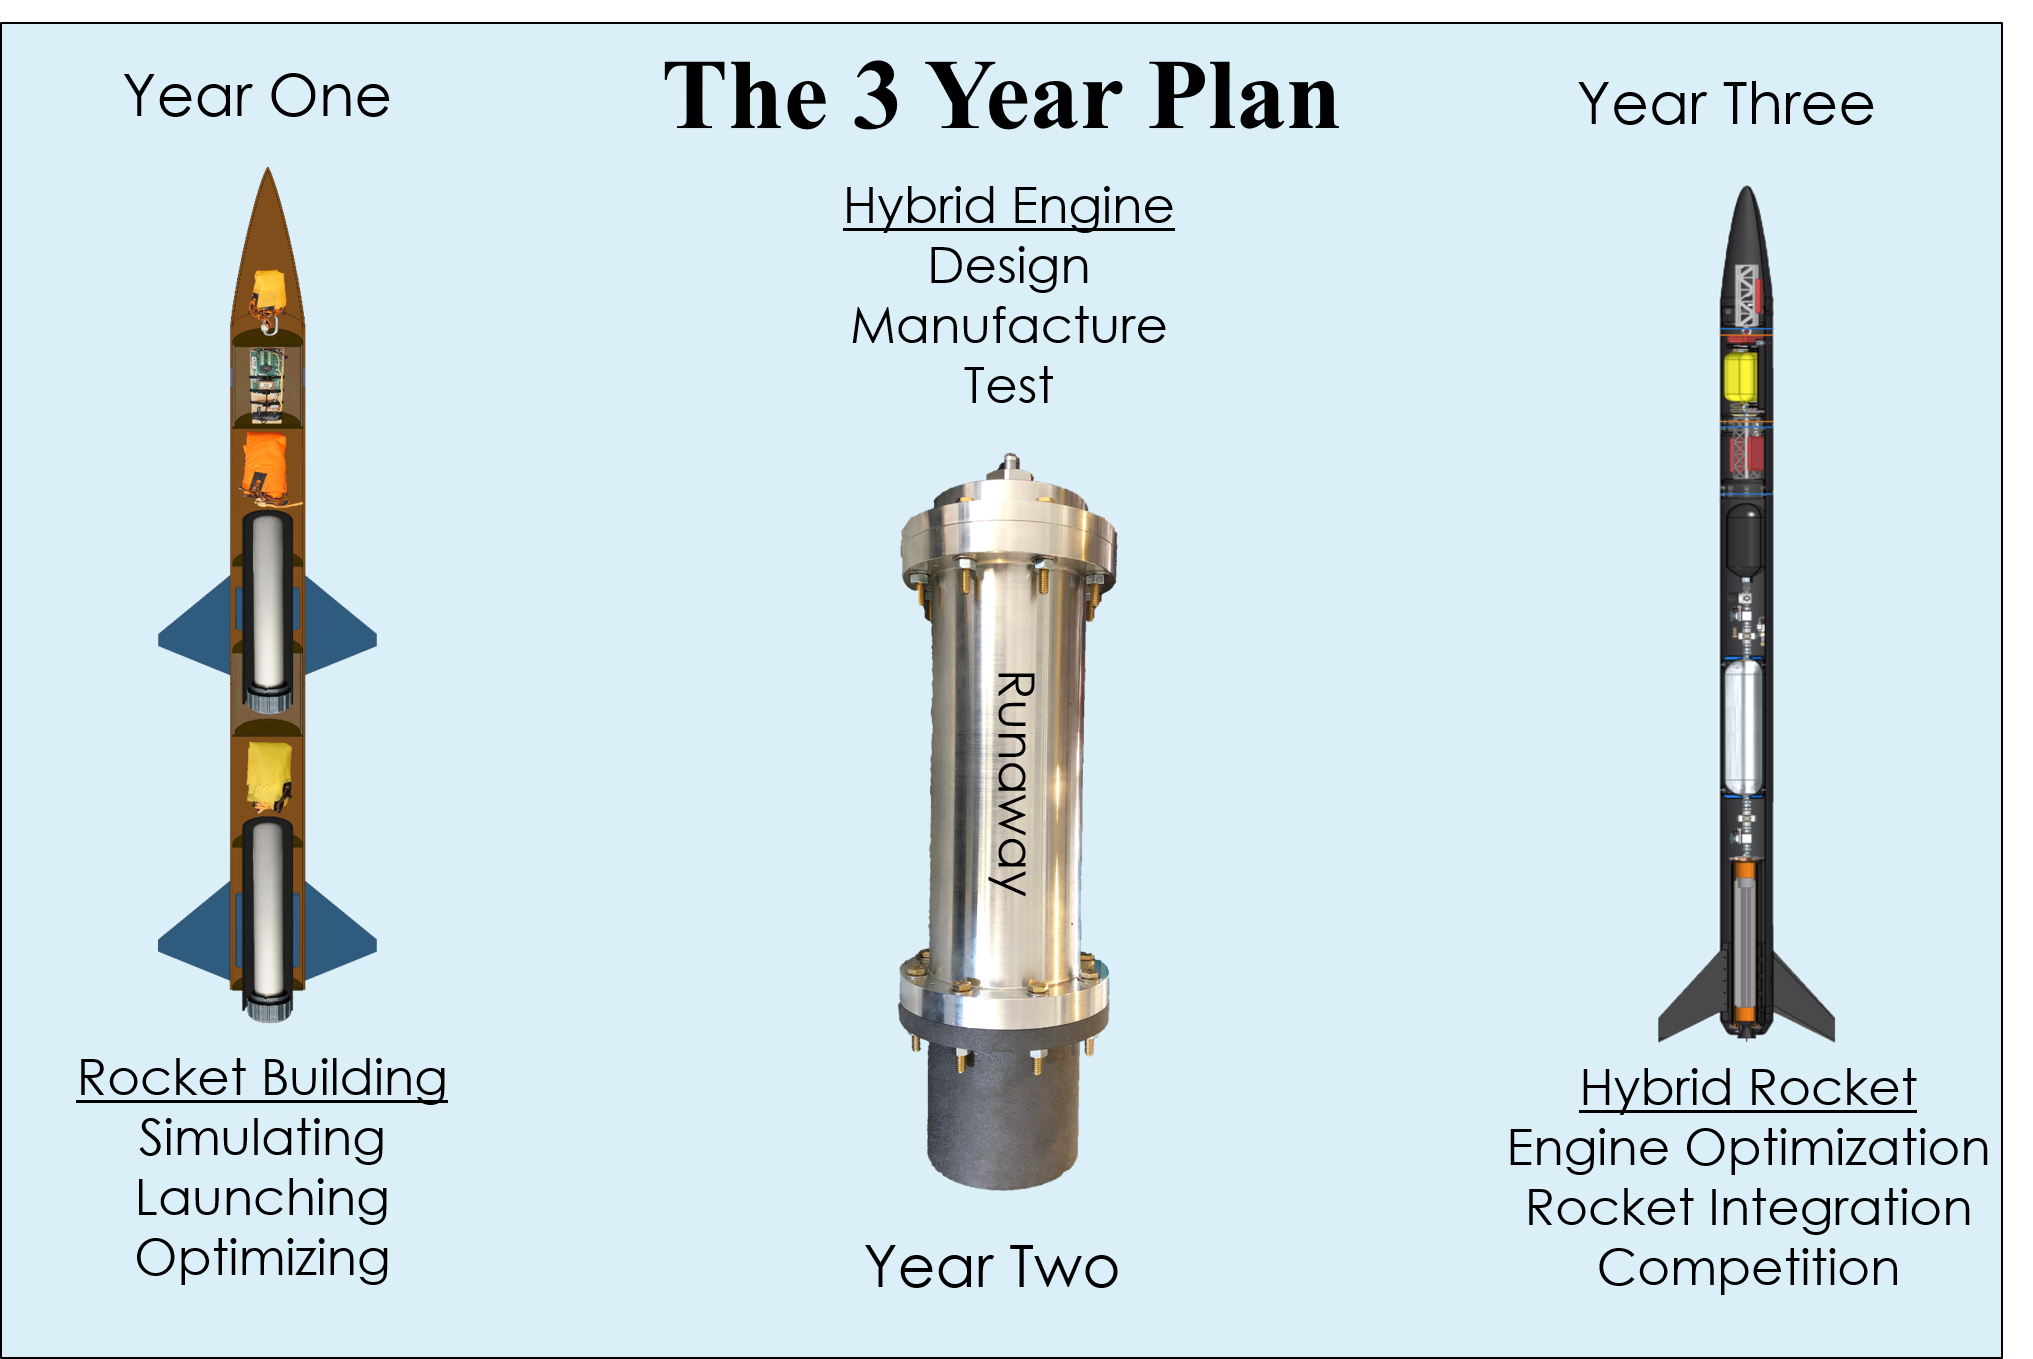 The 3 Year Plan
Year One
Rocket Building
Simulating
Launching
Optimizing
Hybrid Engine
Design
Manufacture
Test
Runaway
Year Two
Year Three
Hybrid Rocket
Engine Optimization
Rocket Integration
Competition